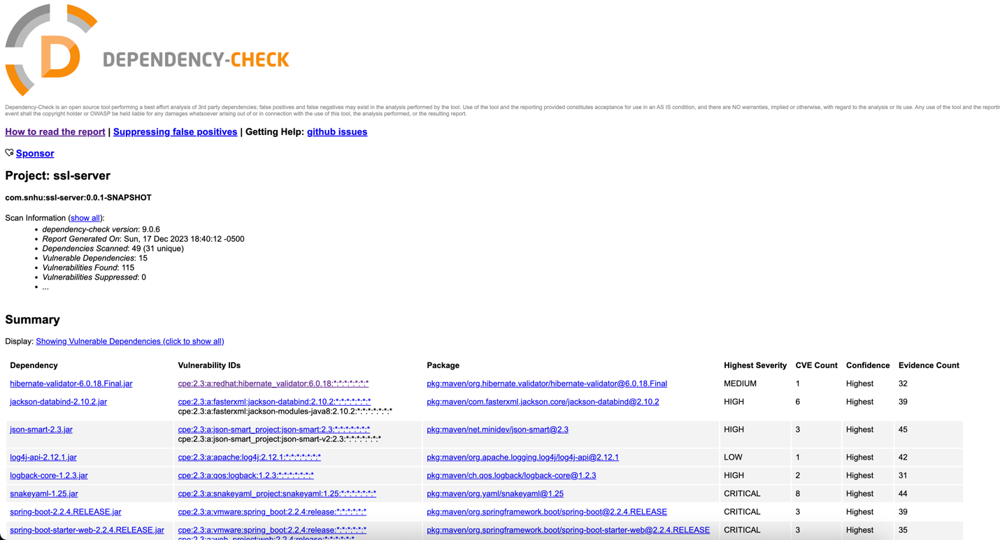 D
DEPENDENCY-CHECK
Dependency-Check is an open source tool performing a best effort analysis of 3rd party dependencies; false positives and false negatives may exist in the analysis performed by the tool. Use of the tool and the reporting provided constitutes acceptance for use in an AS IS condition, and there are NO warranties, implied or otherwise, with regard to the analysis or its use. Any use of the tool and the reportin
event shall the copyright holder or OWASP be held liable for any damages whatsoever arising out of or in connection with the use of this tool, the analysis performed, or the resulting report.
How to read the report | Suppressing false positives | Getting Help: github issues
Sponsor
Project: ssl-server
com.snhu:ssl-server:0.0.1-SNAPSHOT
Scan Information (show all):
• dependency-check version: 9.0.6
• Report Generated On: Sun, 17 Dec 2023 18:40:12 -0500
• Dependencies Scanned: 49 (31 unique)
• Vulnerable Dependencies: 15
• Vulnerabilities Found: 115
• Vulnerabilities Suppressed: 0
• ...
Summary
Display: Showing Vulnerable Dependencies (click to show all)
Dependency Vulnerability IDs Package Highest Severity CVE Count Confidence Evidence Count
hibernate-validator-6.0.18.Final.jar cpe:2.3:a:redhat:hibernate_validator:6.0.18:*:*:*:*:*:*:* pkg:maven/org.hibernate.validator/hibernate-validator@6.0.18.Final MEDIUM 1 Highest 32
jackson-databind-2.10.2.jar cpe:2.3:a:fasterxml:jackson-databind:2.10.2:*:*:*:*:*:*:* pkg:maven/com.fasterxml.jackson.core/jackson-databind@2.10.2 HIGH 6 Highest 39
cpe:2.3:a:fasterxml:jackson-modules-java8:2.10.2:*:*:*:*:*:*:*
json-smart-2.3.jar cpe:2.3:a:json-smart_project:json-smart:2.3:*:*:*:*:*:*:* pkg:maven/net.minidev/json-smart@2.3 HIGH 3 Highest 45
cpe:2.3:a:json-smart_project:json-smart-v2:2.3:*:*:*:*:*:*:*
log4j-api-2.12.1.jar cpe:2.3:a:apache:log4j:2.12.1:*:*:*:*:*:*:* pkg:maven/org.apache.logging.log4j/log4j-api@2.12.1 LOW 1 Highest 42
logback-core-1.2.3.jar cpe:2.3:a:qos:logback:1.2.3:*:*:*:*:*:*:* pkg:maven/ch.qos.logback/logback-core@1.2.3 HIGH 2 Highest 31
snakeyaml-1.25.jar cpe:2.3:a:snakeyaml_project:snakeyaml:1.25:*:*:*:*:*:*:* pkg:maven/org.yaml/snakeyaml@1.25 CRITICAL 8 Highest 44
spring-boot-2.2.4.RELEASE.jar cpe:2.3:a:vmware:spring_boot:2.2.4:release:*:*:*:*:*:* pkg:maven/org.springframework.boot/spring-boot@2.2.4.RELEASE CRITICAL 3 Highest 39
spring-boot-starter-web-2.2.4.RELEASE.jar cpe:2.3:a:vmware:spring_boot:2.2.4:release:*:*:*:*:*:* pkg:maven/org.springframework.boot/spring-boot-starter-web@2.2.4.RELEASE CRITICAL 3 Highest 35
cpe:2.3:a:web_project:web:2.2.4:release:*:*:*:*:*:*